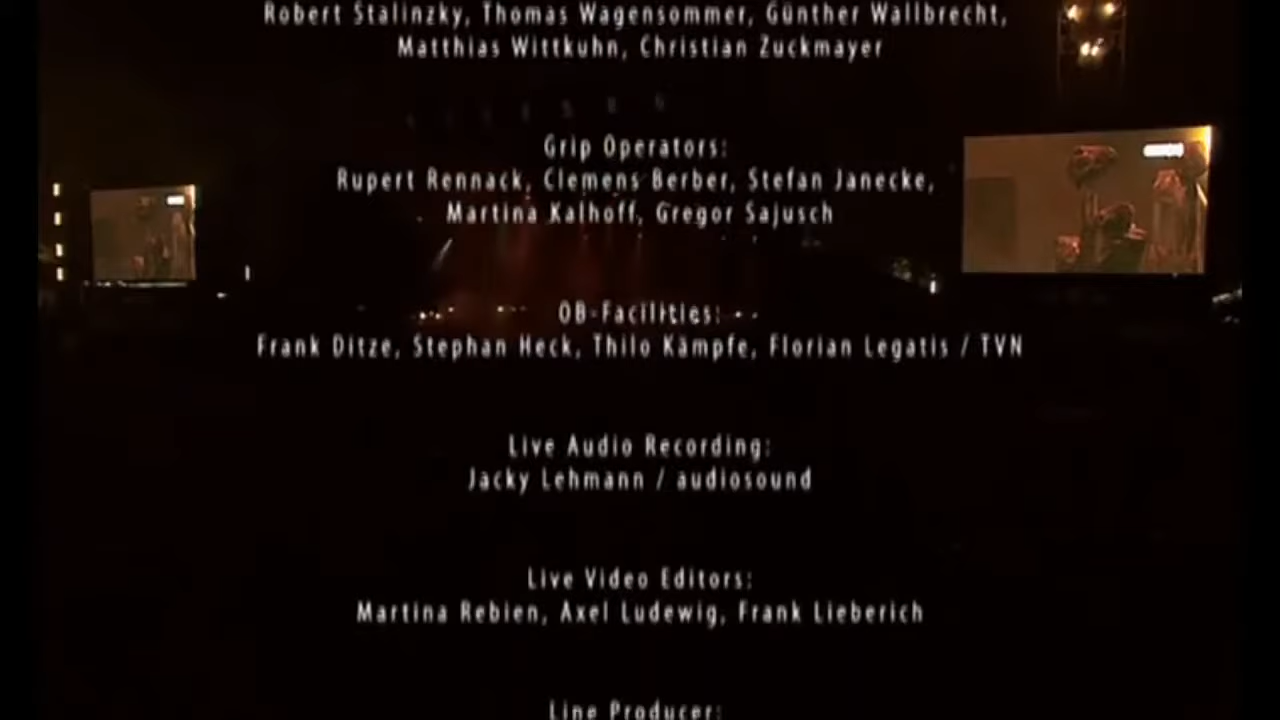 Robert Stalinzky, Thomas Wagensommer, Günther Wallbrecht,
Matthias Wittkuhn, Christian Zuckmayer
Grip Operators:
Rupert Rennack, Clemens Berber, Stefan Janecke,
Martina Kalhoff, Gregor Sajusch
OB-Facilities:
Frank Ditze, Stephan Heck, Thilo Kämpfe, Florian Legatis / TVN
Live Audio Recording:
Jacky Lehmann / audiosound
Live Video Editors:
Martina Rebien, Axel Ludewig, Frank Lieberich
Line Producer: